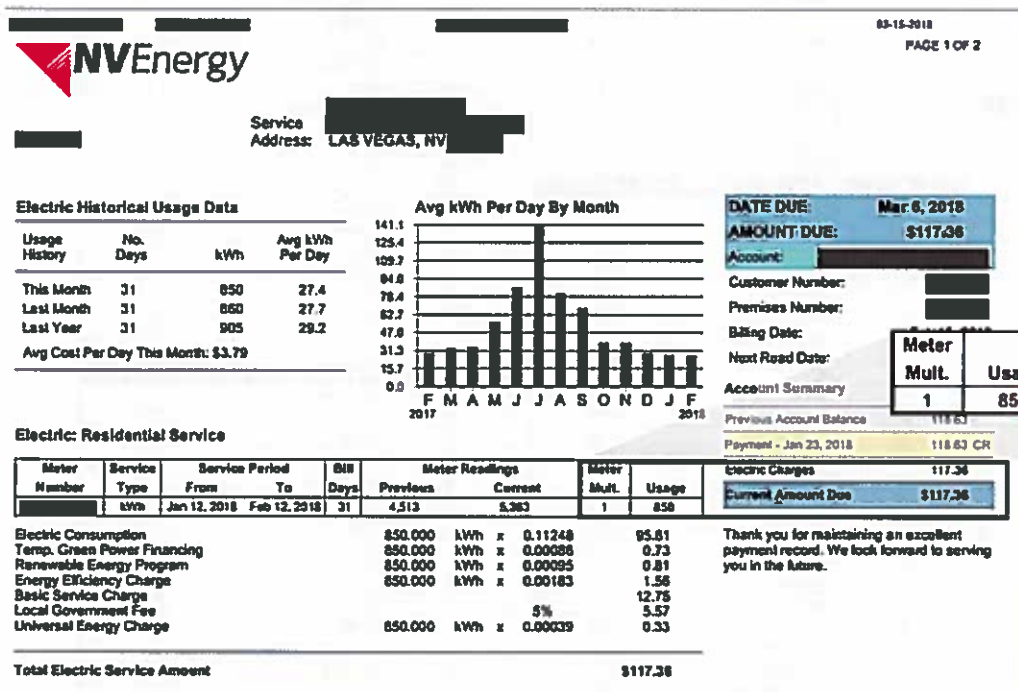 03-15-2018
PAGE 1 OF 2
NVEnergy
Service
Address: LAS VEGAS, NV
Electric Historical Usage Data
Usage History No. Days kWh Avg kWh Per Day
This Month 31 850 27.4
Last Month 31 860 27.7
Last Year 31 905 29.2
Avg Cost Per Day This Month: $3.79
Avg kWh Per Day By Month
141.1
125.4
109.7
94.0
78.4
62.7
47.0
31.3
15.7
0.0
F M A M J J A S O N D J F
2017 2018
DATE DUE: Mar 6, 2018
AMOUNT DUE: $117.36
Account:
Customer Number:
Premises Number:
Billing Date:
Next Read Date:
Meter
Mult. Usa
1 85
Account Summary
Previous Account Balance 118.63
Payment - Jan 23, 2018 118.63 CR
Electric Charges 117.36
Current Amount Due $117.36
Electric: Residential Service
Meter Number Service Type Service Period From To Bill Days Meter Readings Previous Current Meter Mult. Usage
kWh Jan 12, 2018 Feb 12, 2018 31 4,513 5,363 1 850
Electric Consumption 850.000 kWh x 0.11248 95.61
Temp. Green Power Financing 850.000 kWh x 0.00086 0.73
Renewable Energy Program 850.000 kWh x 0.00095 0.81
Energy Efficiency Charge 850.000 kWh x 0.00183 1.56
Basic Service Charge 12.75
Local Government Fee 5% 5.57
Universal Energy Charge 850.000 kWh x 0.00039 0.33
Thank you for maintaining an excellent
payment record. We look forward to serving
you in the future.
Total Electric Service Amount $117.36